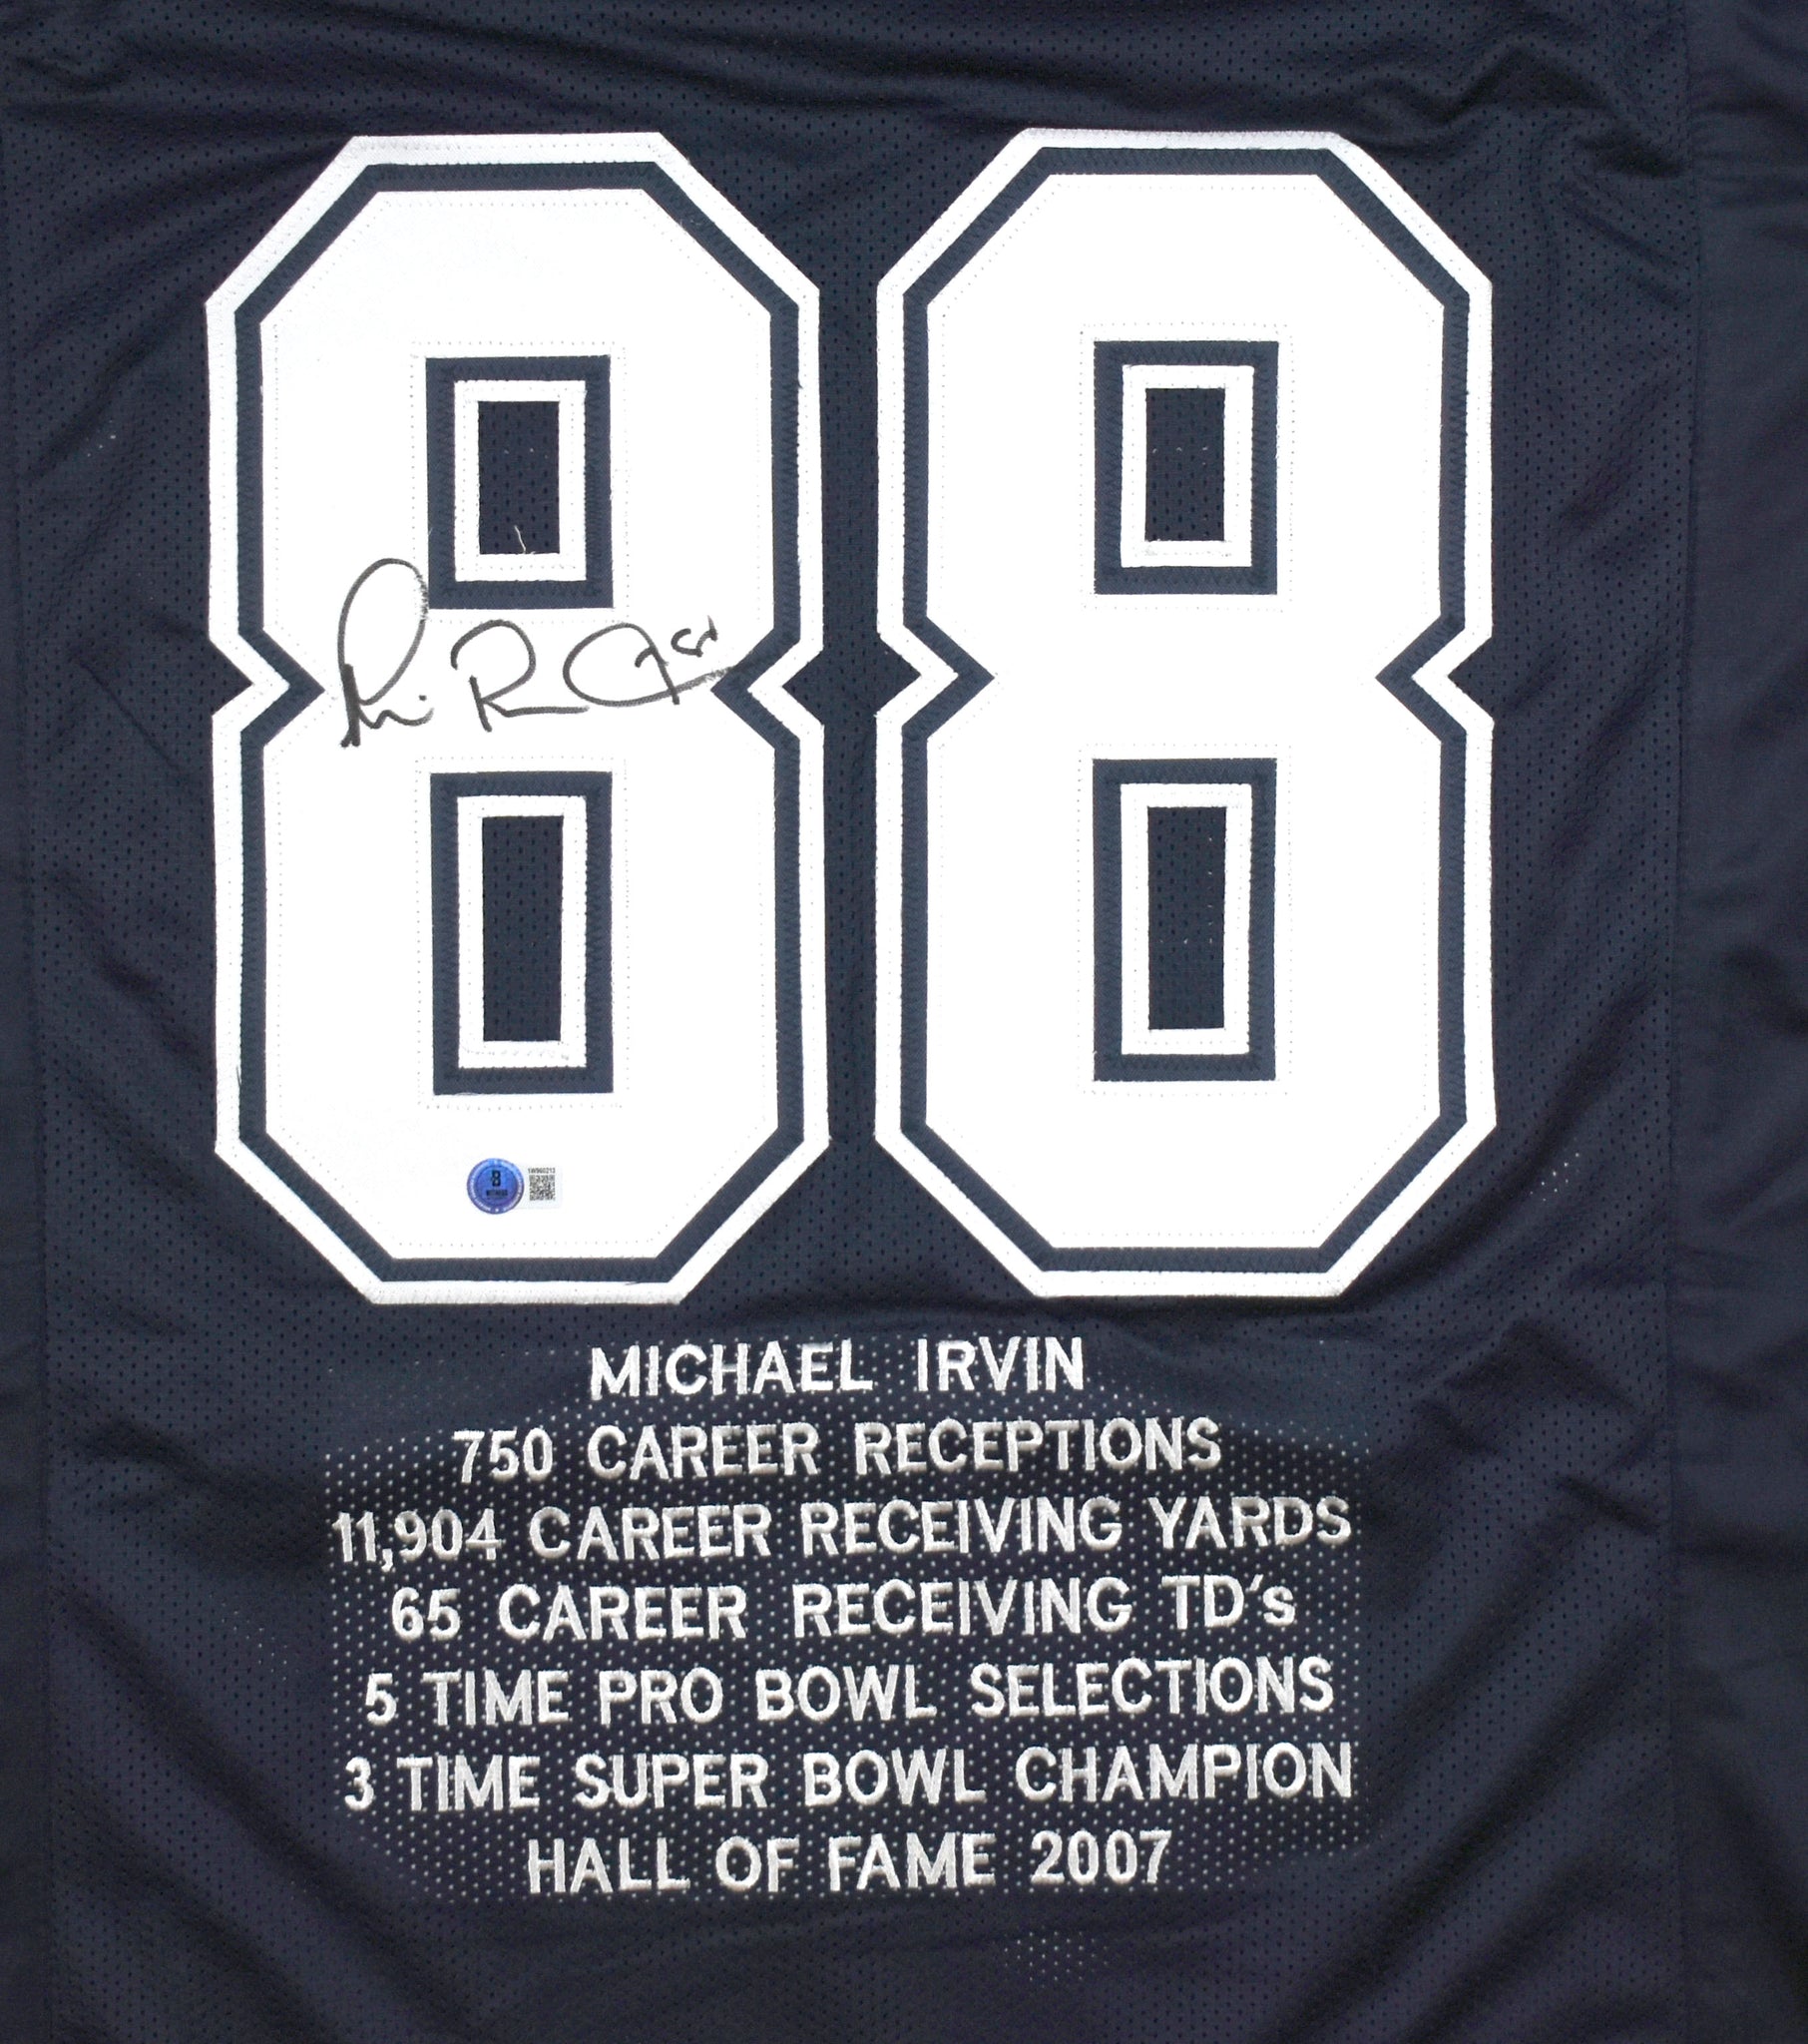 88
MICHAEL IRVIN
750 CAREER RECEPTIONS
11,904 CAREER RECEIVING YARDS
65 CAREER RECEIVING TD's
5 TIME PRO BOWL SELECTIONS
3 TIME SUPER BOWL CHAMPION
HALL OF FAME 2007